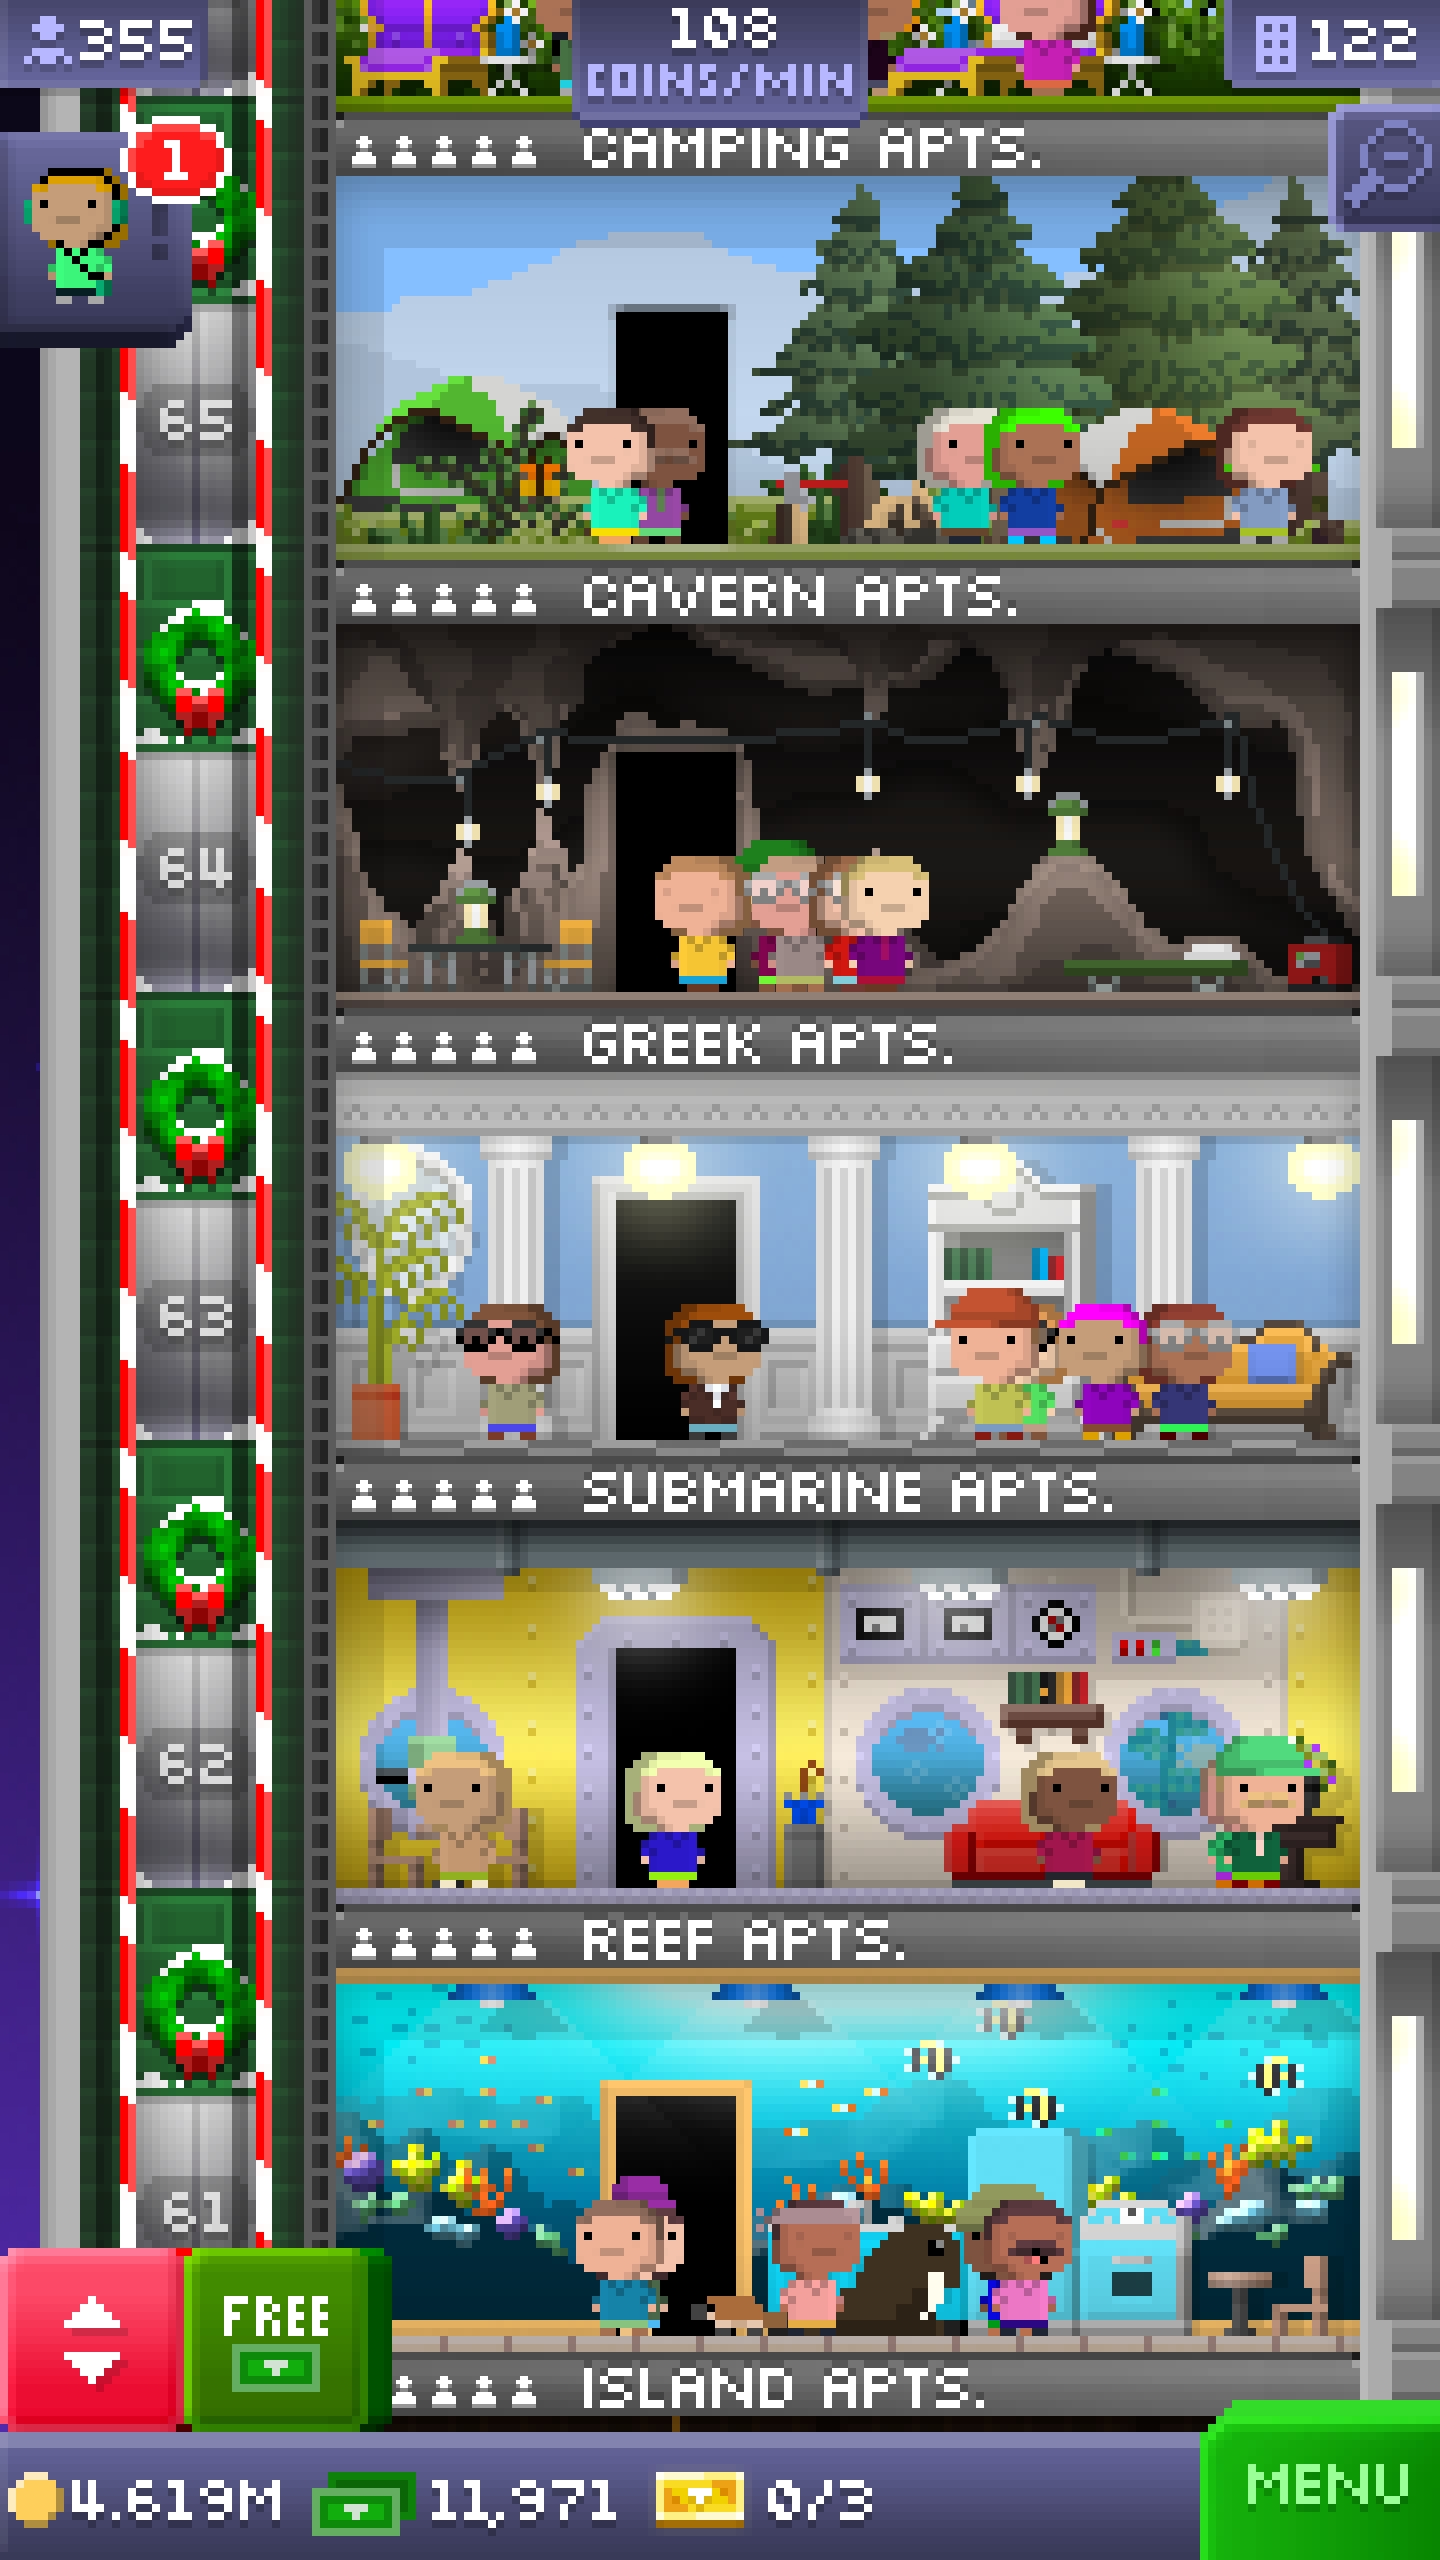 355
108
COINS/MIN
122
1
CAMPING APTS.
65
CAVERN APTS.
64
GREEK APTS.
63
SUBMARINE APTS.
62
REEF APTS.
61
FREE
ISLAND APTS.
4.619M
11,971
0/3
MENU